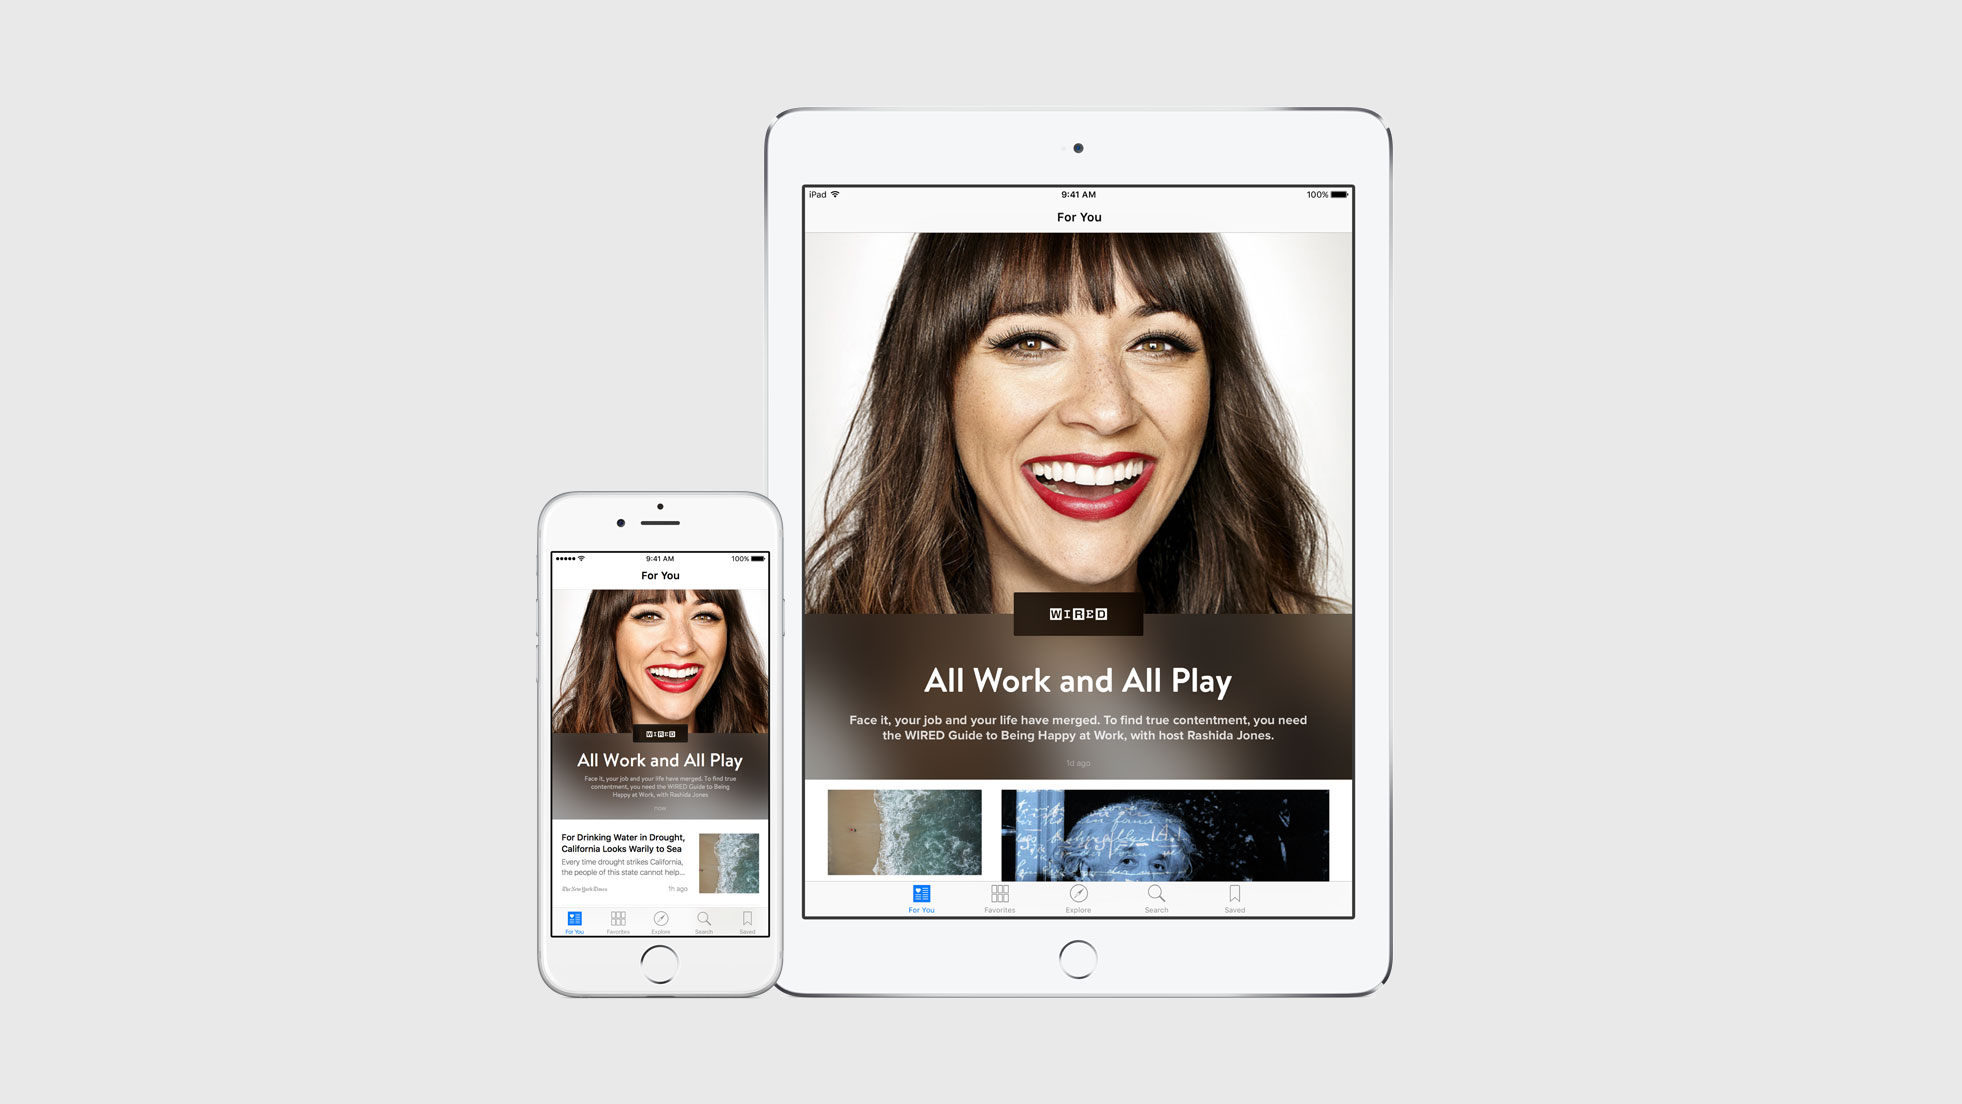 9:41 AM
100%
For You
WIRED
All Work and All Play
Face it, your job and your life have merged. To find true
contentment, you need the WIRED Guide to Being
Happy at Work, with Rashida Jones
now
For Drinking Water in Drought,
California Looks Warily to Sea
Every time drought strikes California,
the people of this state cannot help...
The New York Times
1h ago
For You
Favorites
Explore
Search
Saved
iPad
9:41 AM
100%
For You
WIRED
All Work and All Play
Face it, your job and your life have merged. To find true contentment, you need
the WIRED Guide to Being Happy at Work, with host Rashida Jones.
1d ago
For You
Favorites
Explore
Search
Saved